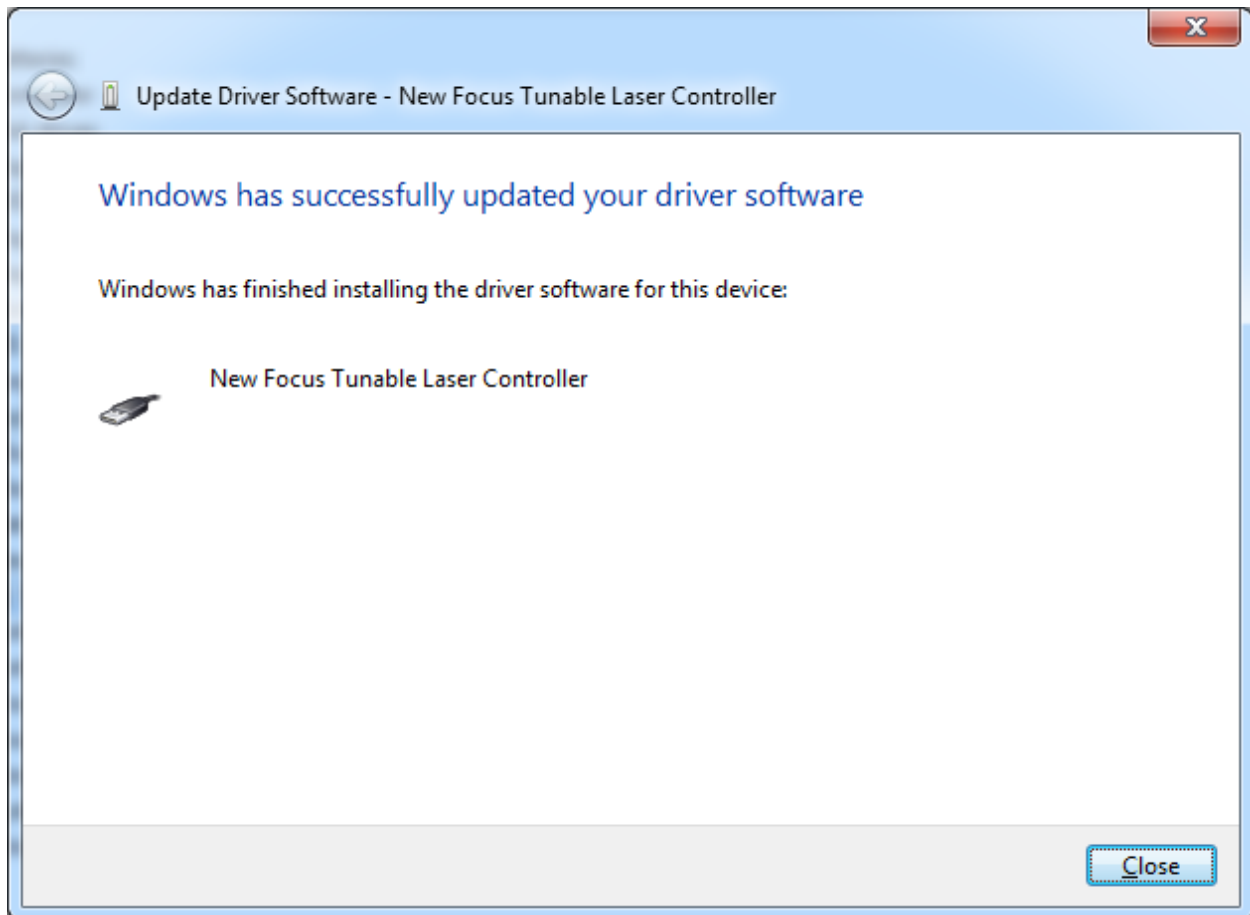 Update Driver Software - New Focus Tunable Laser Controller
Windows has successfully updated your driver software
Windows has finished installing the driver software for this device:
New Focus Tunable Laser Controller
Close